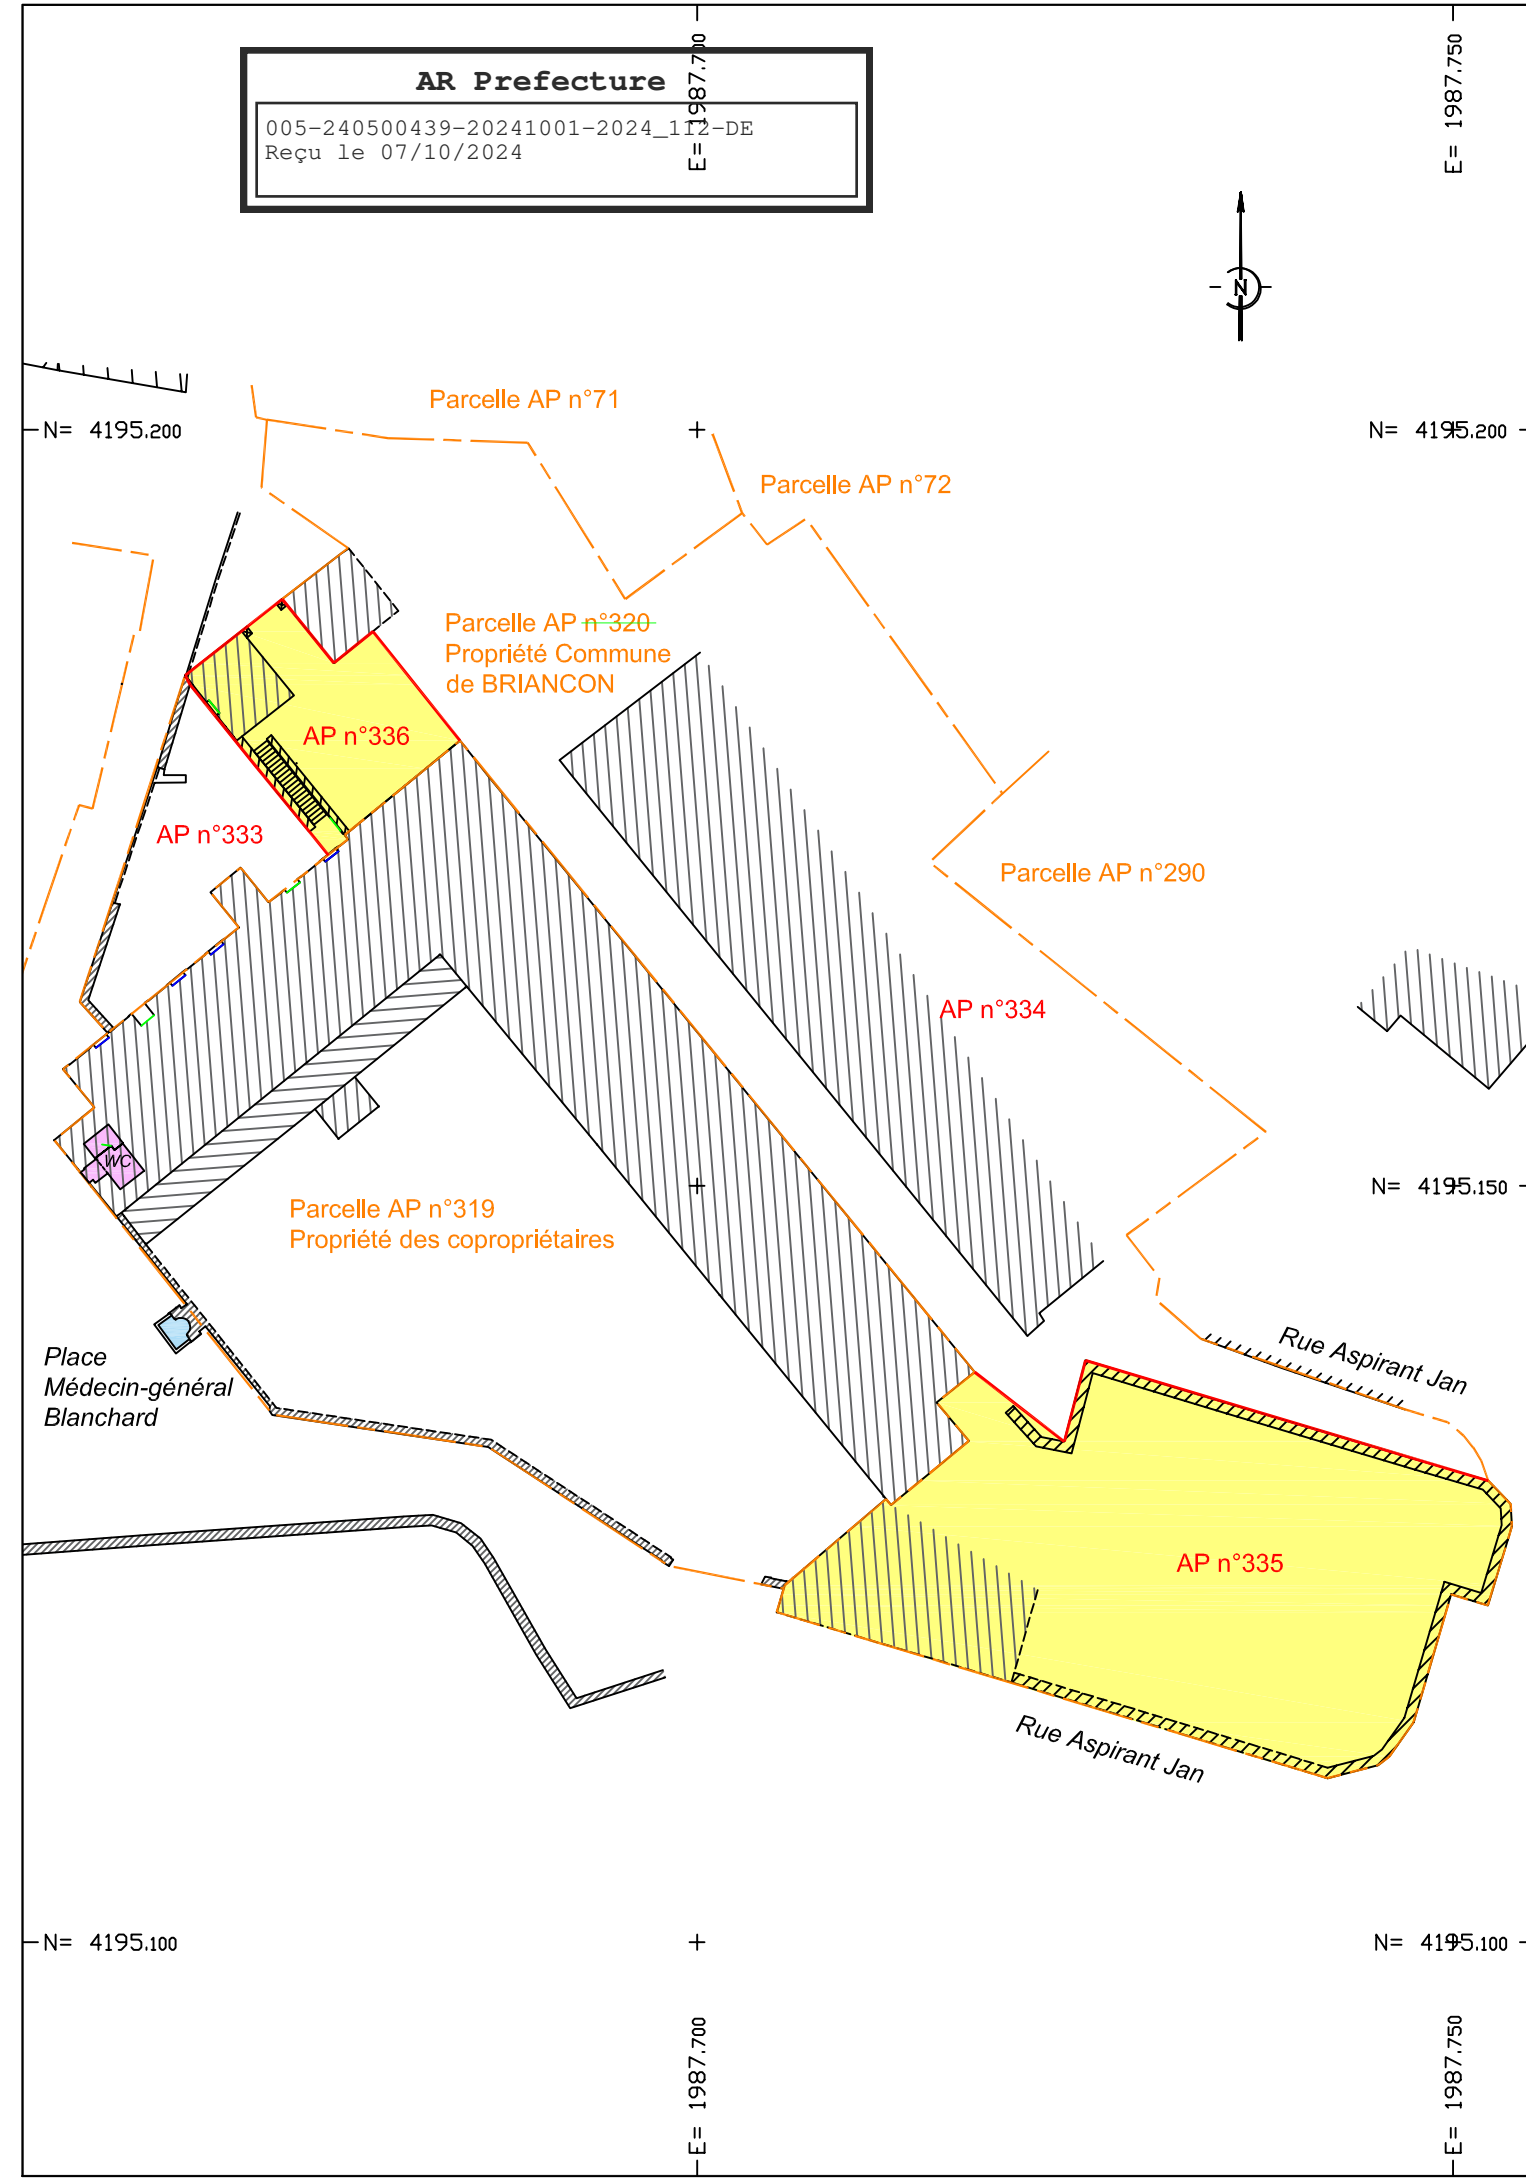 E= 1987.700
E= 1987.750
AR Prefecture
005-240500439-20241001-2024_112-DE
Reçu le 07/10/2024
N
Parcelle AP n°71
N= 4195.200
N= 4195.200
Parcelle AP n°72
Parcelle AP n°320
Propriété Commune
de BRIANCON
AP n°336
AP n°333
Parcelle AP n°290
AP n°334
WC
Parcelle AP n°319
Propriété des copropriétaires
N= 4195.150
Rue Aspirant Jan
Place
Médecin-général
Blanchard
AP n°335
Rue Aspirant Jan
N= 4195.100
N= 4195.100
E= 1987.700
E= 1987.750